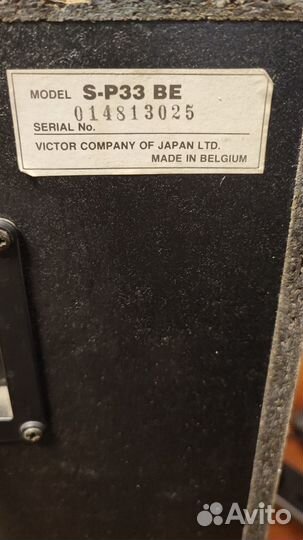 MODEL S-P33 BE
014813025
SERIAL No.
VICTOR COMPANY OF JAPAN LTD.
MADE IN BELGIUM
Avito